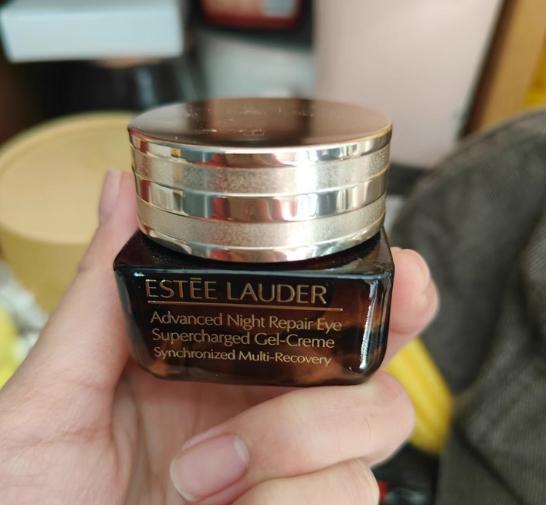 ESTĒE LAUDER
Advanced Night Repair Eye
Supercharged Gel-Creme
Synchronized Multi-Recovery